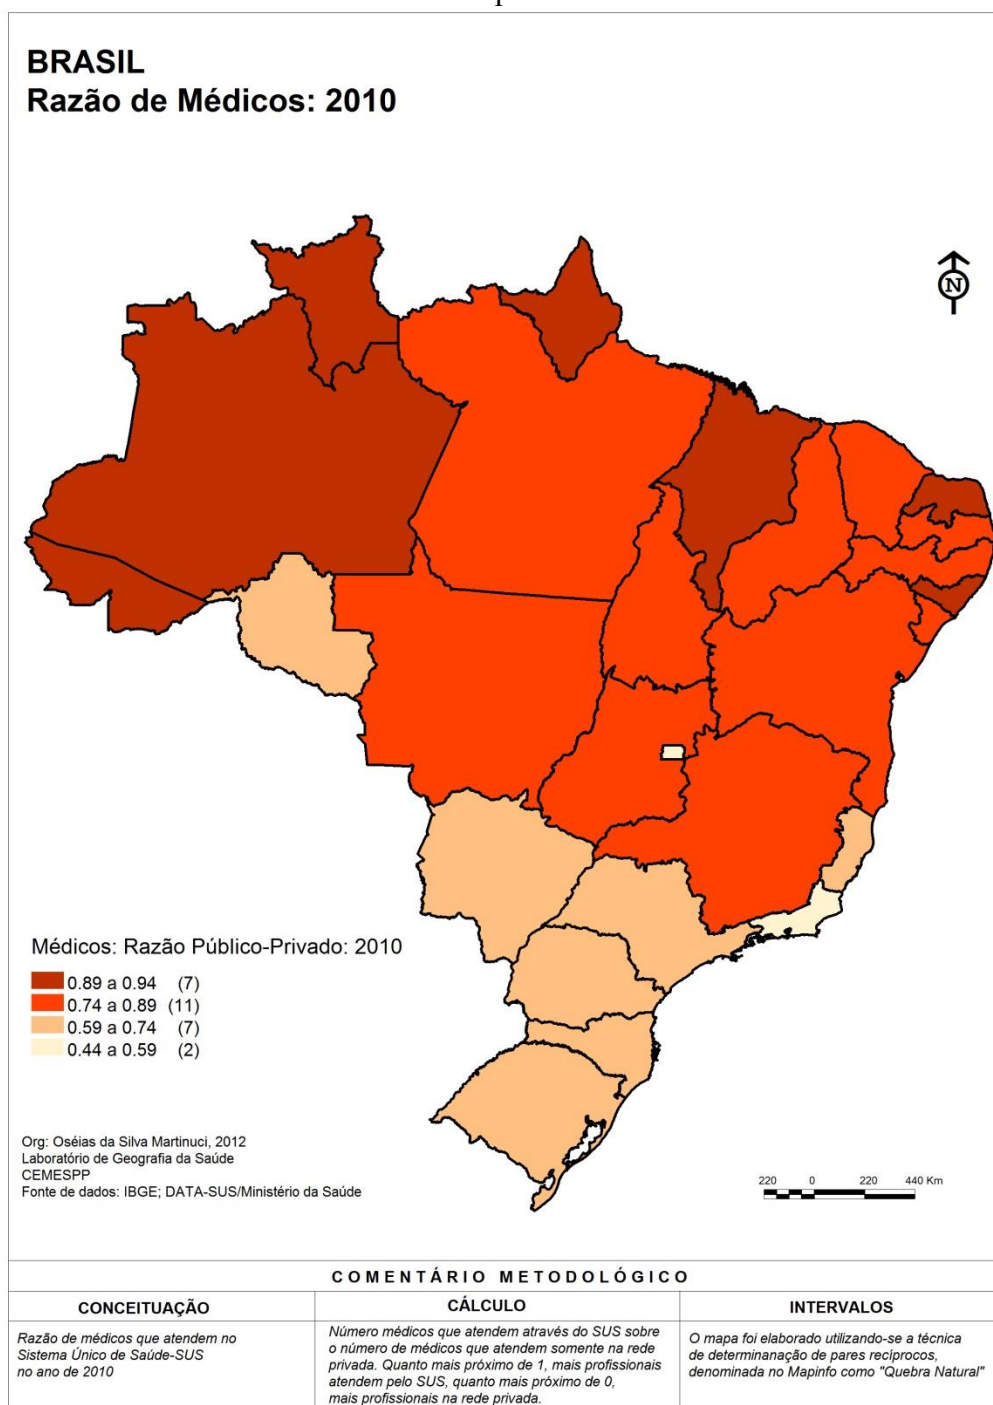 BRASIL
Razão de Médicos: 2010
N
Médicos: Razão Público-Privado: 2010
0.89 a 0.94 (7)
0.74 a 0.89 (11)
0.59 a 0.74 (7)
0.44 a 0.59 (2)
Org: Oséias da Silva Martinuci, 2012
Laboratório de Geografia da Saúde
CEMESPP
Fonte de dados: IBGE; DATA-SUS/Ministério da Saúde
220 0 220 440 Km
COMENTÁRIO METODOLÓGICO
CONCEITUAÇÃO
Razão de médicos que atendem no
Sistema Único de Saúde-SUS
no ano de 2010
CÁLCULO
Número médicos que atendem através do SUS sobre
o número de médicos que atendem somente na rede
privada. Quanto mais próximo de 1, mais profissionais
atendem pelo SUS, quanto mais próximo de 0,
mais profissionais na rede privada.
INTERVALOS
O mapa foi elaborado utilizando-se a técnica
de determinanação de pares recíprocos,
denominada no Mapinfo como "Quebra Natural"